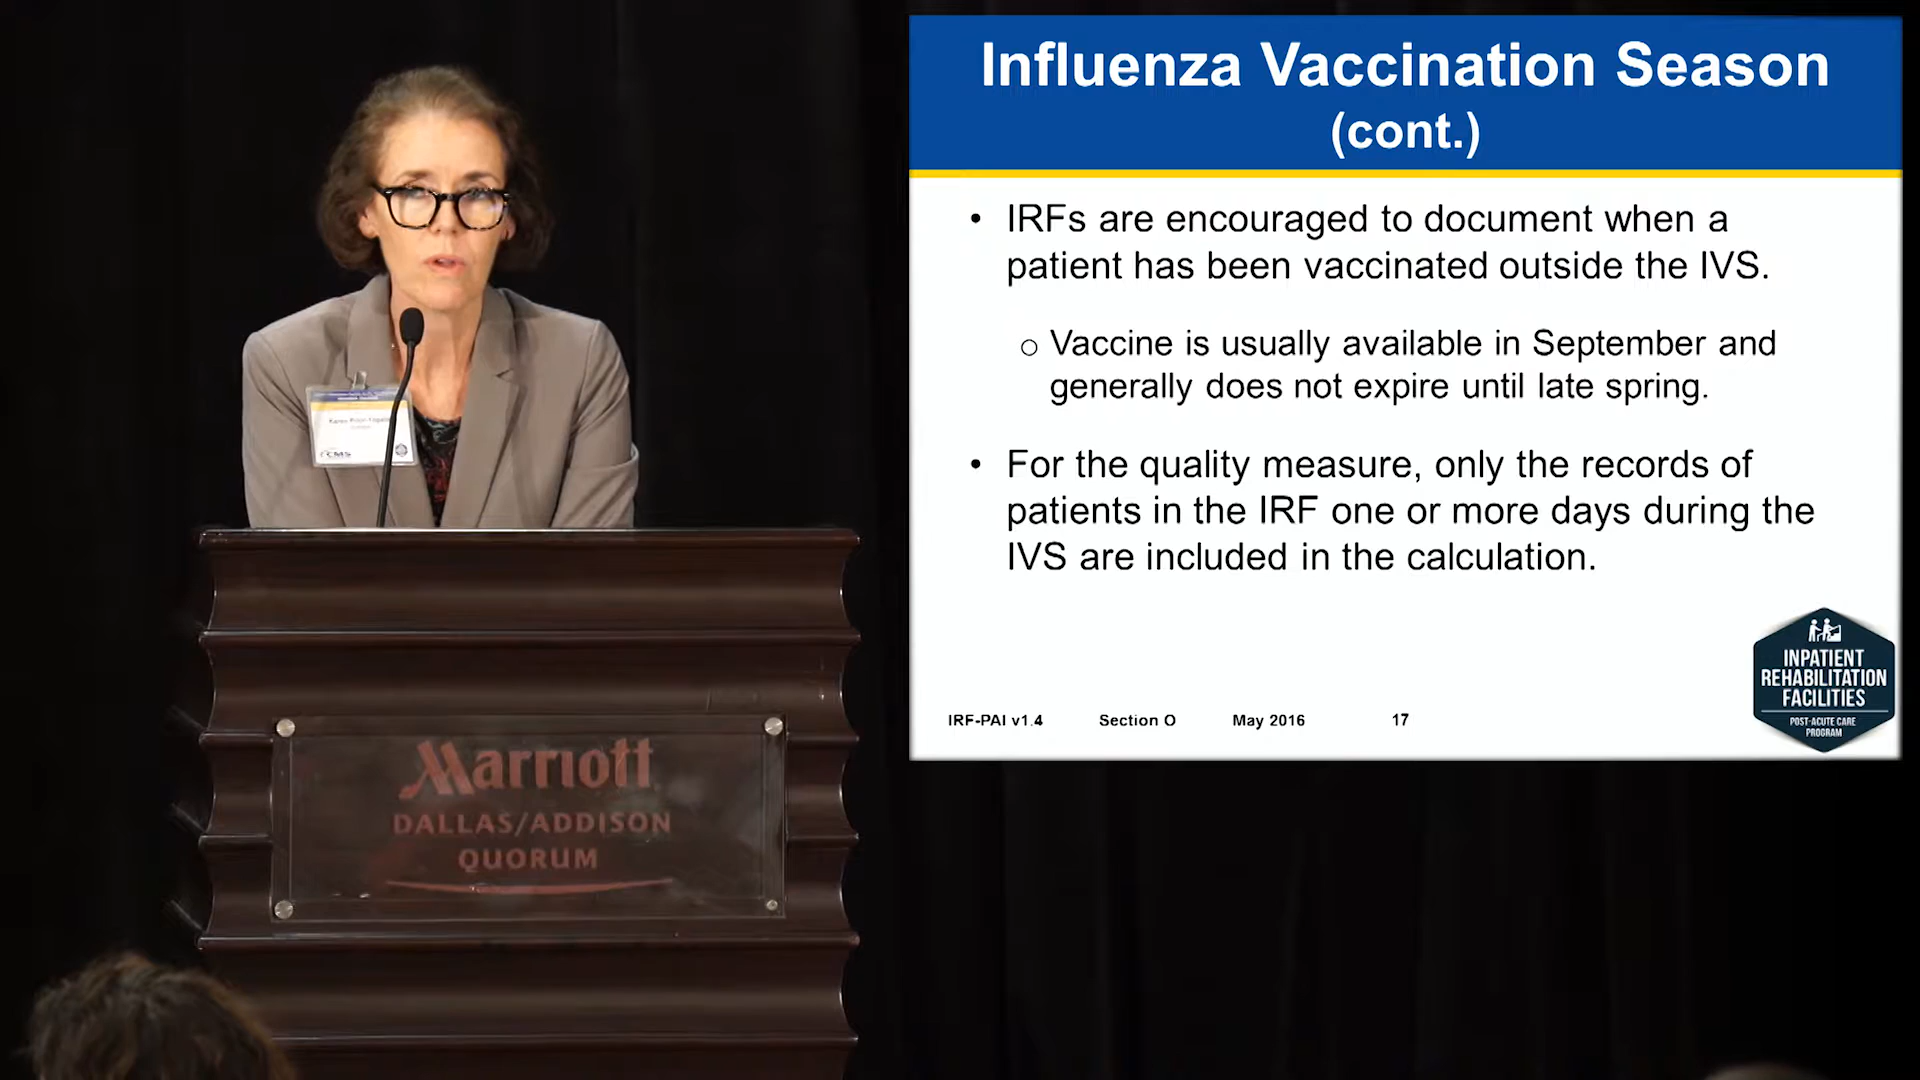 Influenza Vaccination Season
(cont.)
• IRFs are encouraged to document when a
patient has been vaccinated outside the IVS.
o Vaccine is usually available in September and
generally does not expire until late spring.
• For the quality measure, only the records of
patients in the IRF one or more days during the
IVS are included in the calculation.
INPATIENT
REHABILITATION
FACILITIES
POST-ACUTE CARE
PROGRAM
IRF-PAI v1.4 Section O May 2016 17
CMS
Marriott
DALLAS/ADDISON
QUORUM